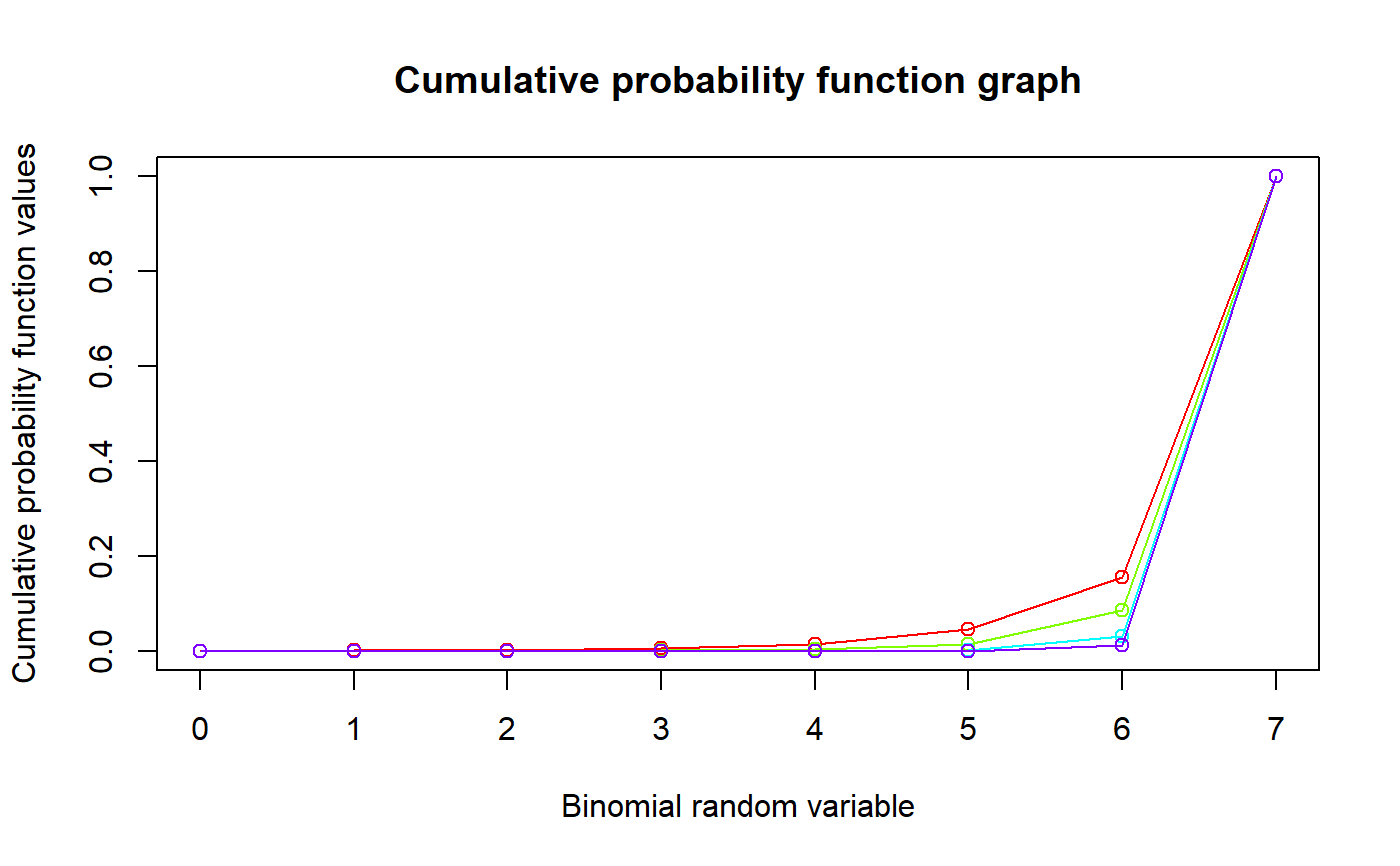 Cumulative probability function graph
Cumulative probability function values
1.0
0.8
0.6
0.4
0.2
0.0
0 1 2 3 4 5 6 7
Binomial random variable